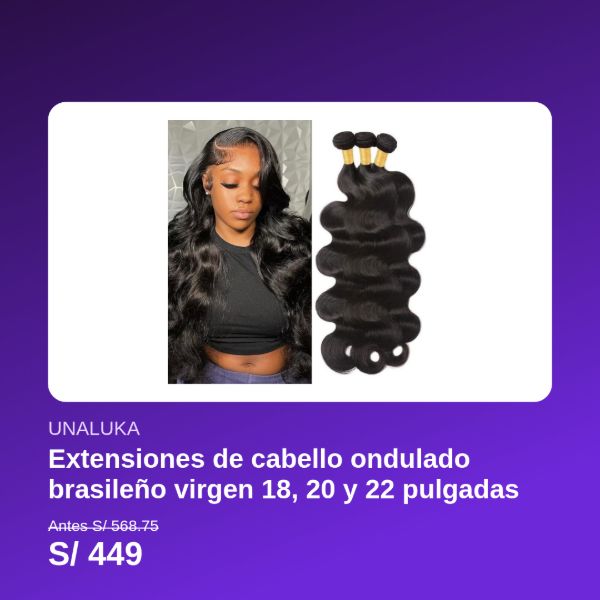 UNALUKA
Extensiones de cabello ondulado
brasileño virgen 18, 20 y 22 pulgadas
Antes S/ 568.75
S/ 449